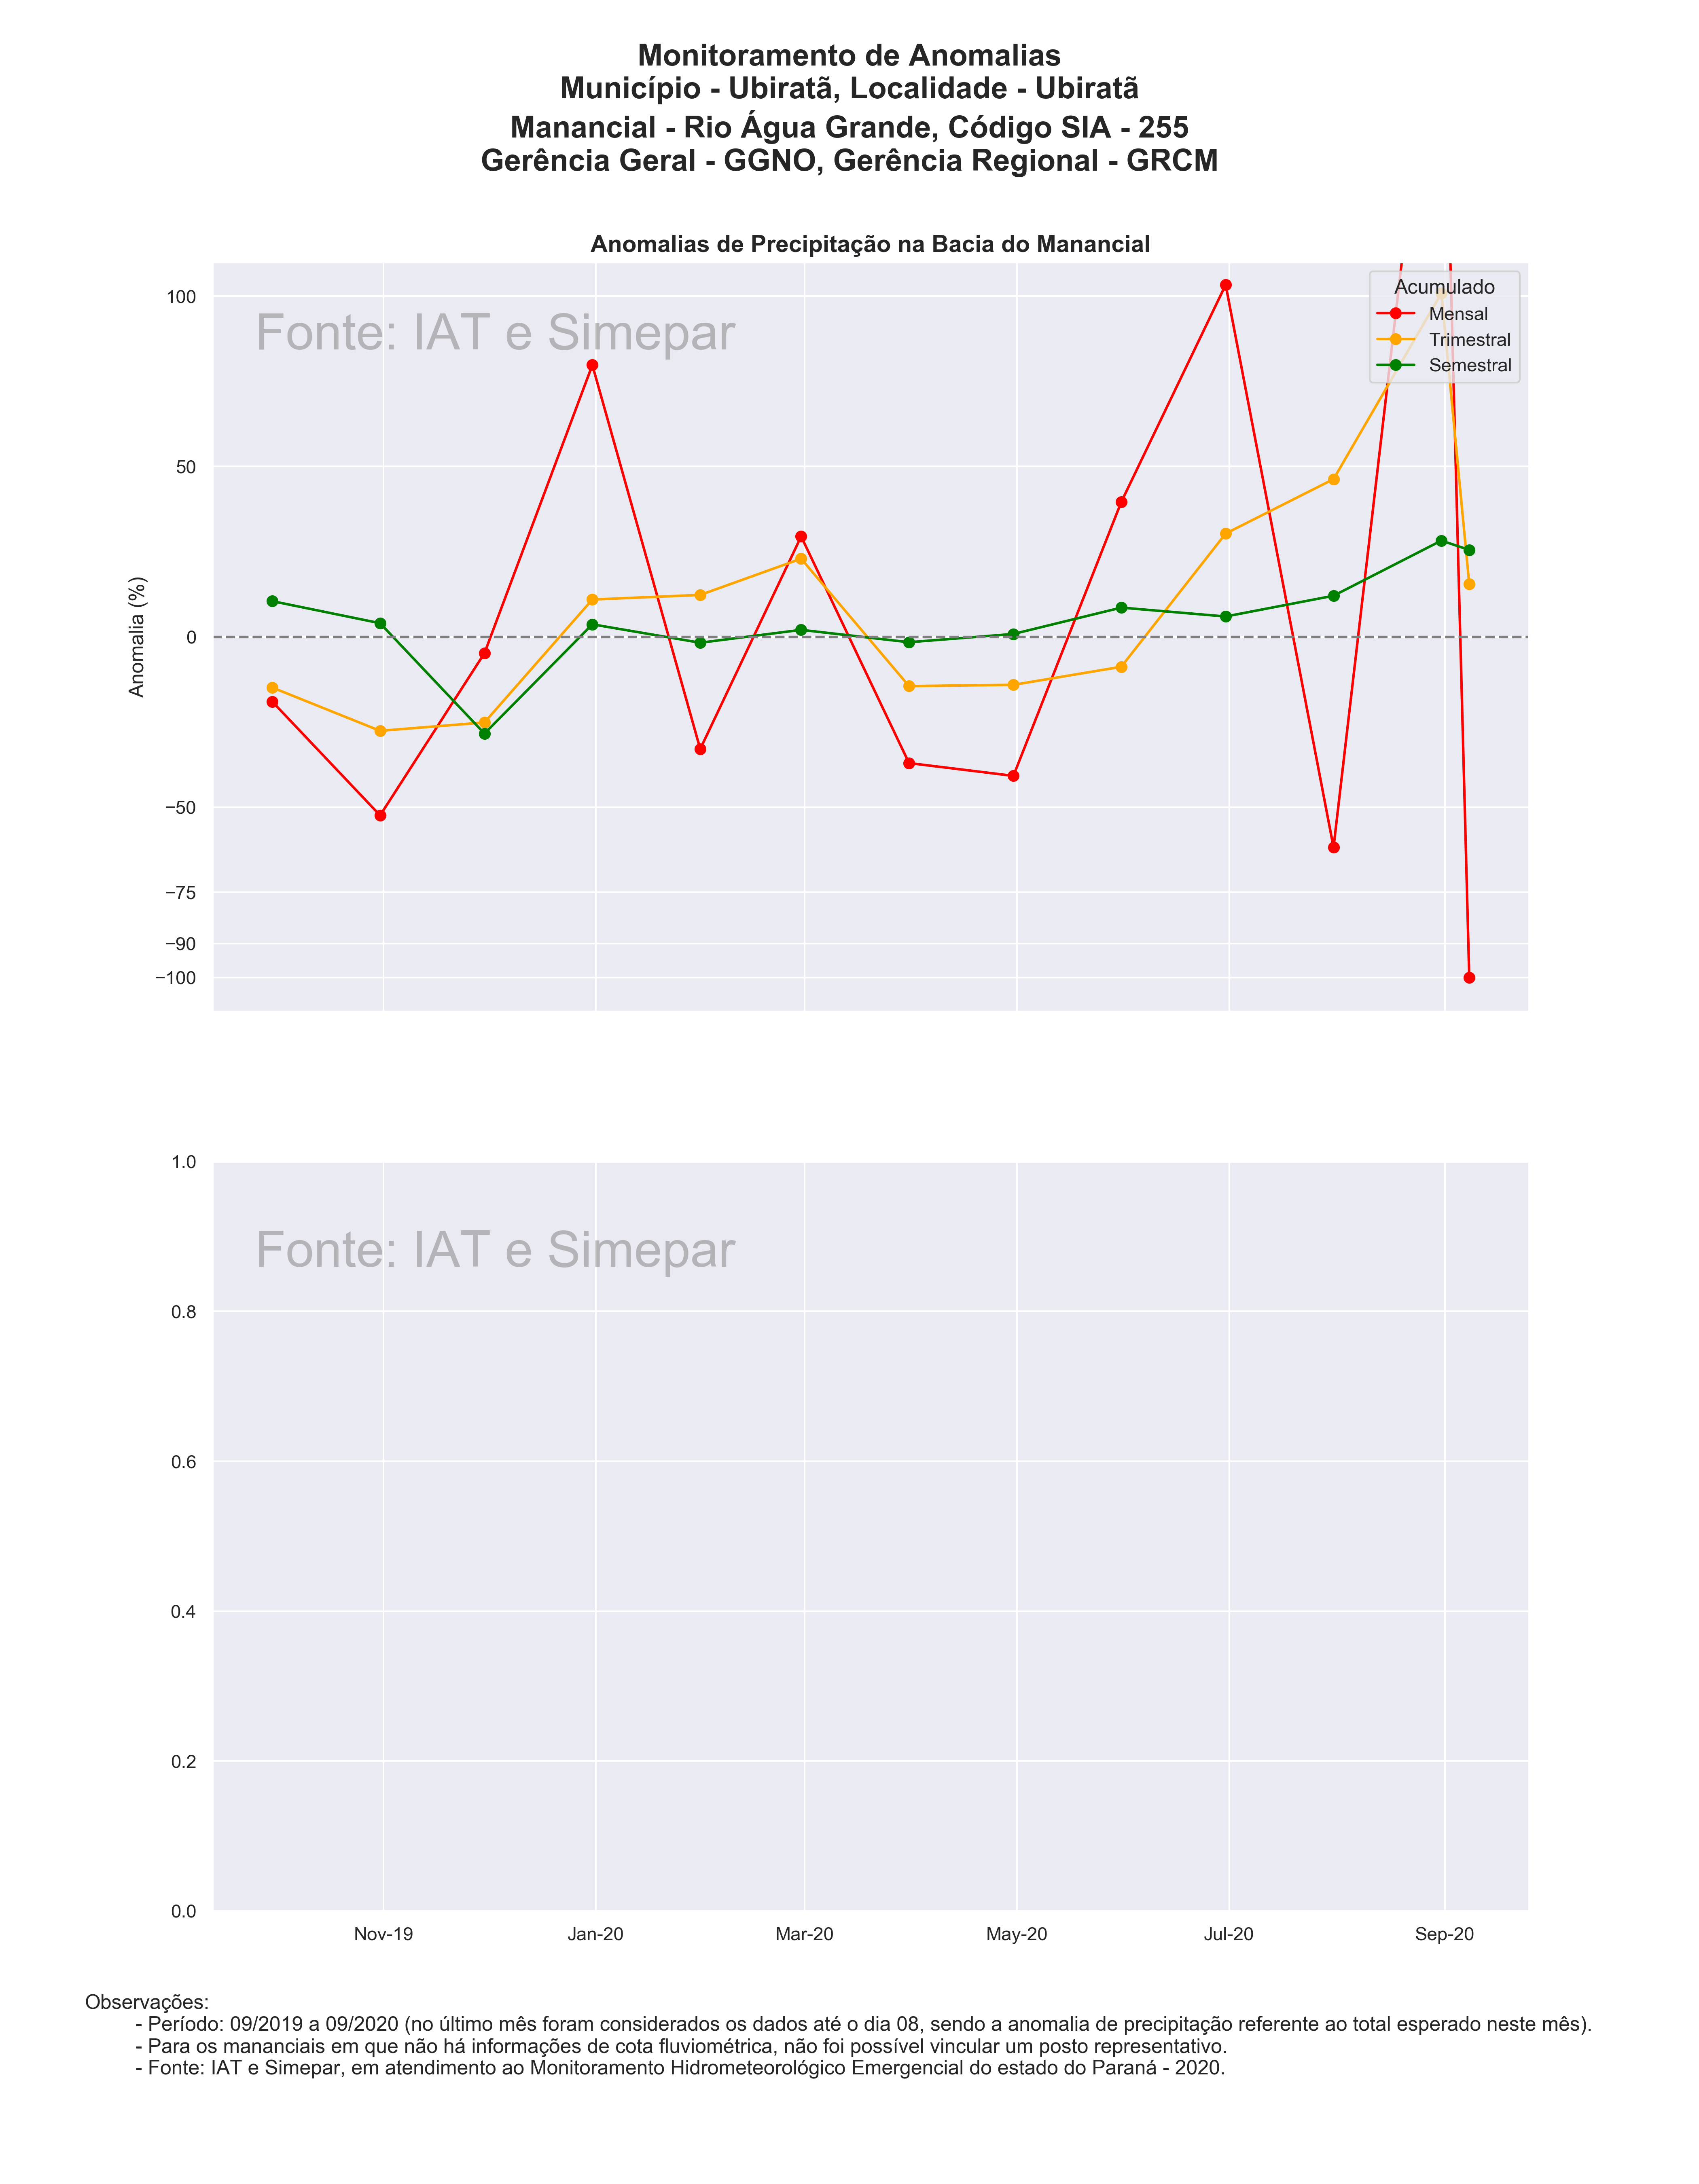 Monitoramento de Anomalias
Município - Ubiratã, Localidade - Ubiratã
Manancial - Rio Água Grande, Código SIA - 255
Gerência Geral - GGNO, Gerência Regional - GRCM
Anomalias de Precipitação na Bacia do Manancial
Fonte: IAT e Simepar
Acumulado
Mensal
Trimestral
Semestral
Anomalia (%)
100
50
0
−50
−75
−90
−100
Fonte: IAT e Simepar
1.0
0.8
0.6
0.4
0.2
0.0
Nov-19 Jan-20 Mar-20 May-20 Jul-20 Sep-20
Observações:
- Período: 09/2019 a 09/2020 (no último mês foram considerados os dados até o dia 08, sendo a anomalia de precipitação referente ao total esperado neste mês).
- Para os mananciais em que não há informações de cota fluviométrica, não foi possível vincular um posto representativo.
- Fonte: IAT e Simepar, em atendimento ao Monitoramento Hidrometeorológico Emergencial do estado do Paraná - 2020.